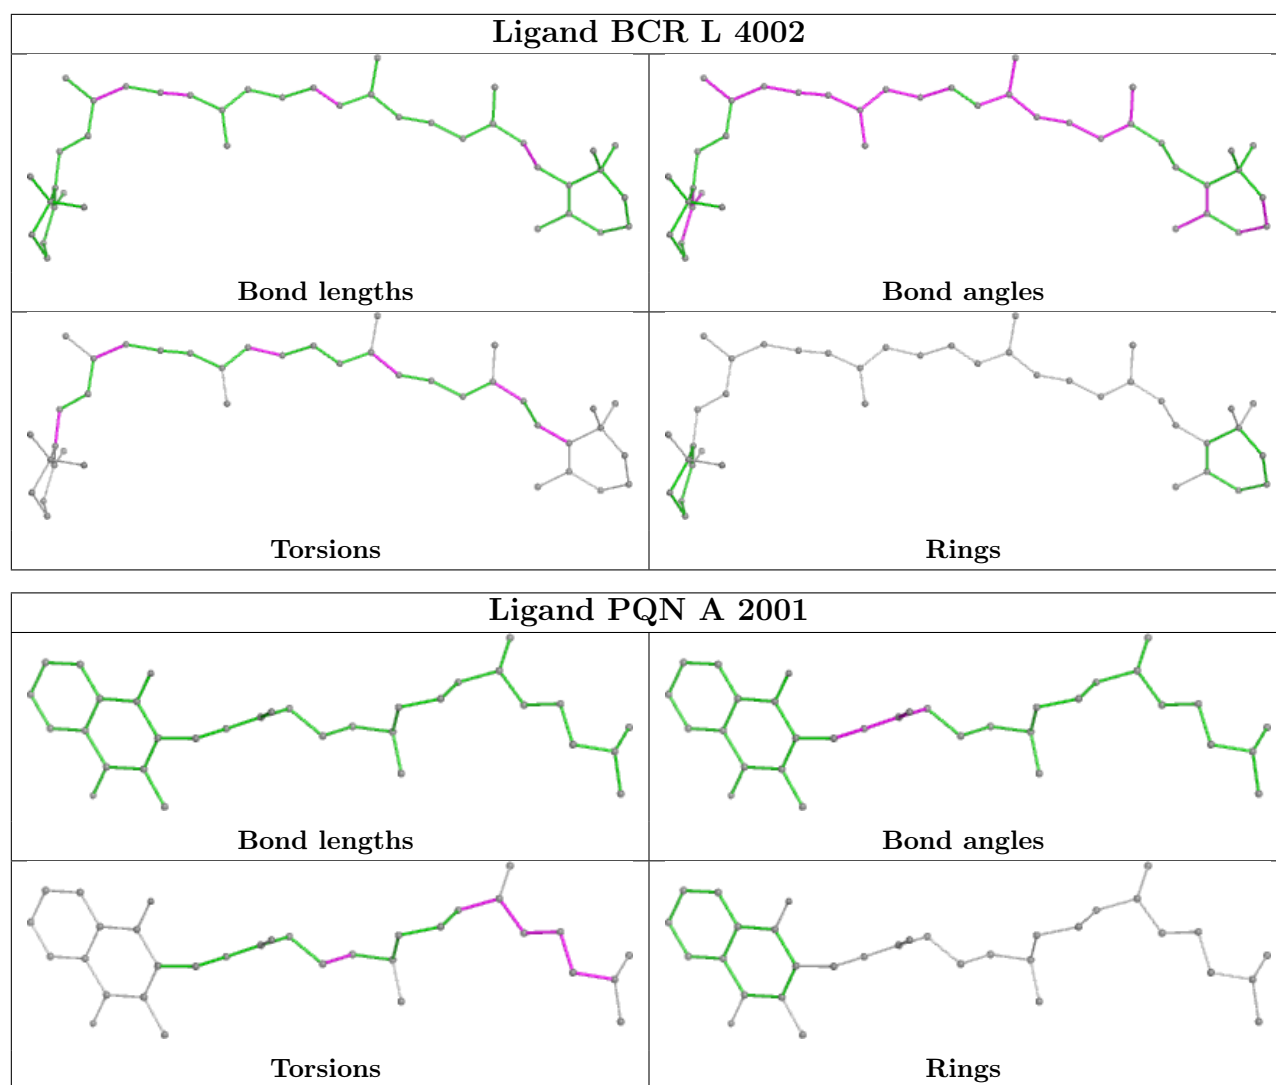 Ligand BCR L 4002
Bond lengths
Bond angles
Torsions
Rings
Ligand PQN A 2001
Bond lengths
Bond angles
Torsions
Rings